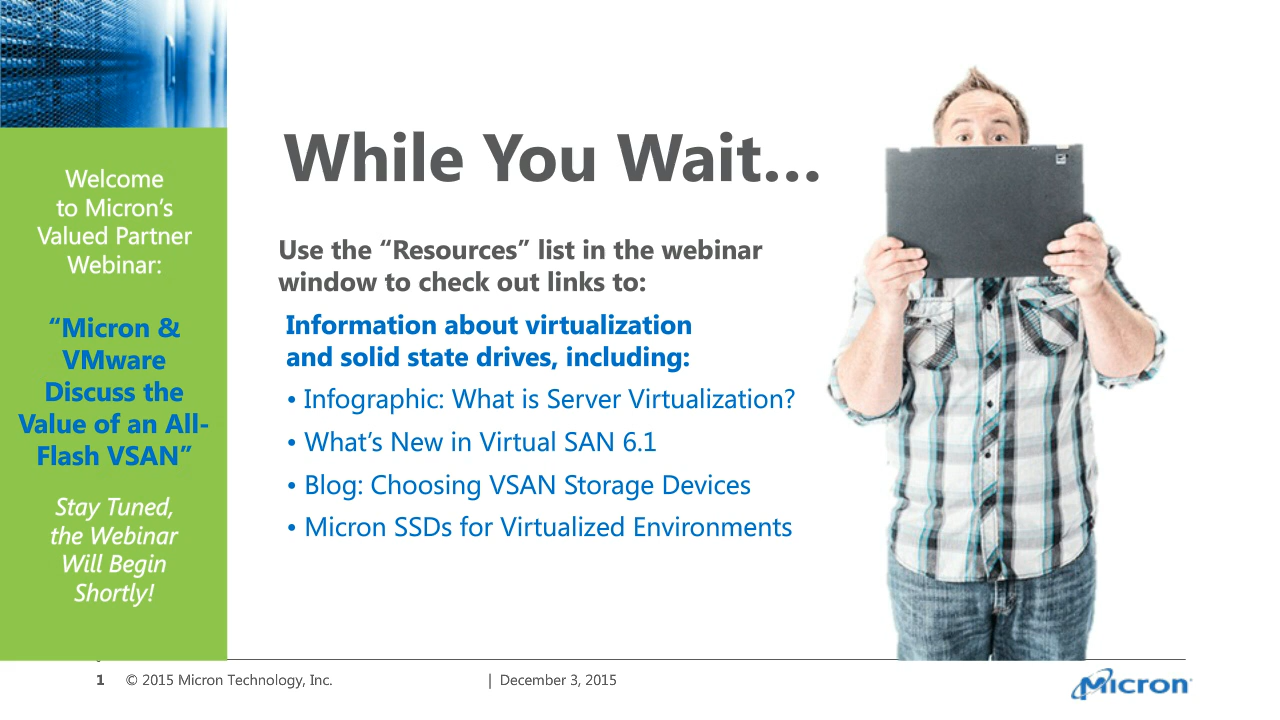 Welcome
to Micron’s
Valued Partner
Webinar:
“Micron &
VMware
Discuss the
Value of an All-
Flash VSAN”
Stay Tuned,
the Webinar
Will Begin
Shortly!
While You Wait...
Use the “Resources” list in the webinar
window to check out links to:
Information about virtualization
and solid state drives, including:
• Infographic: What is Server Virtualization?
• What’s New in Virtual SAN 6.1
• Blog: Choosing VSAN Storage Devices
• Micron SSDs for Virtualized Environments
1 © 2015 Micron Technology, Inc. | December 3, 2015
Micron